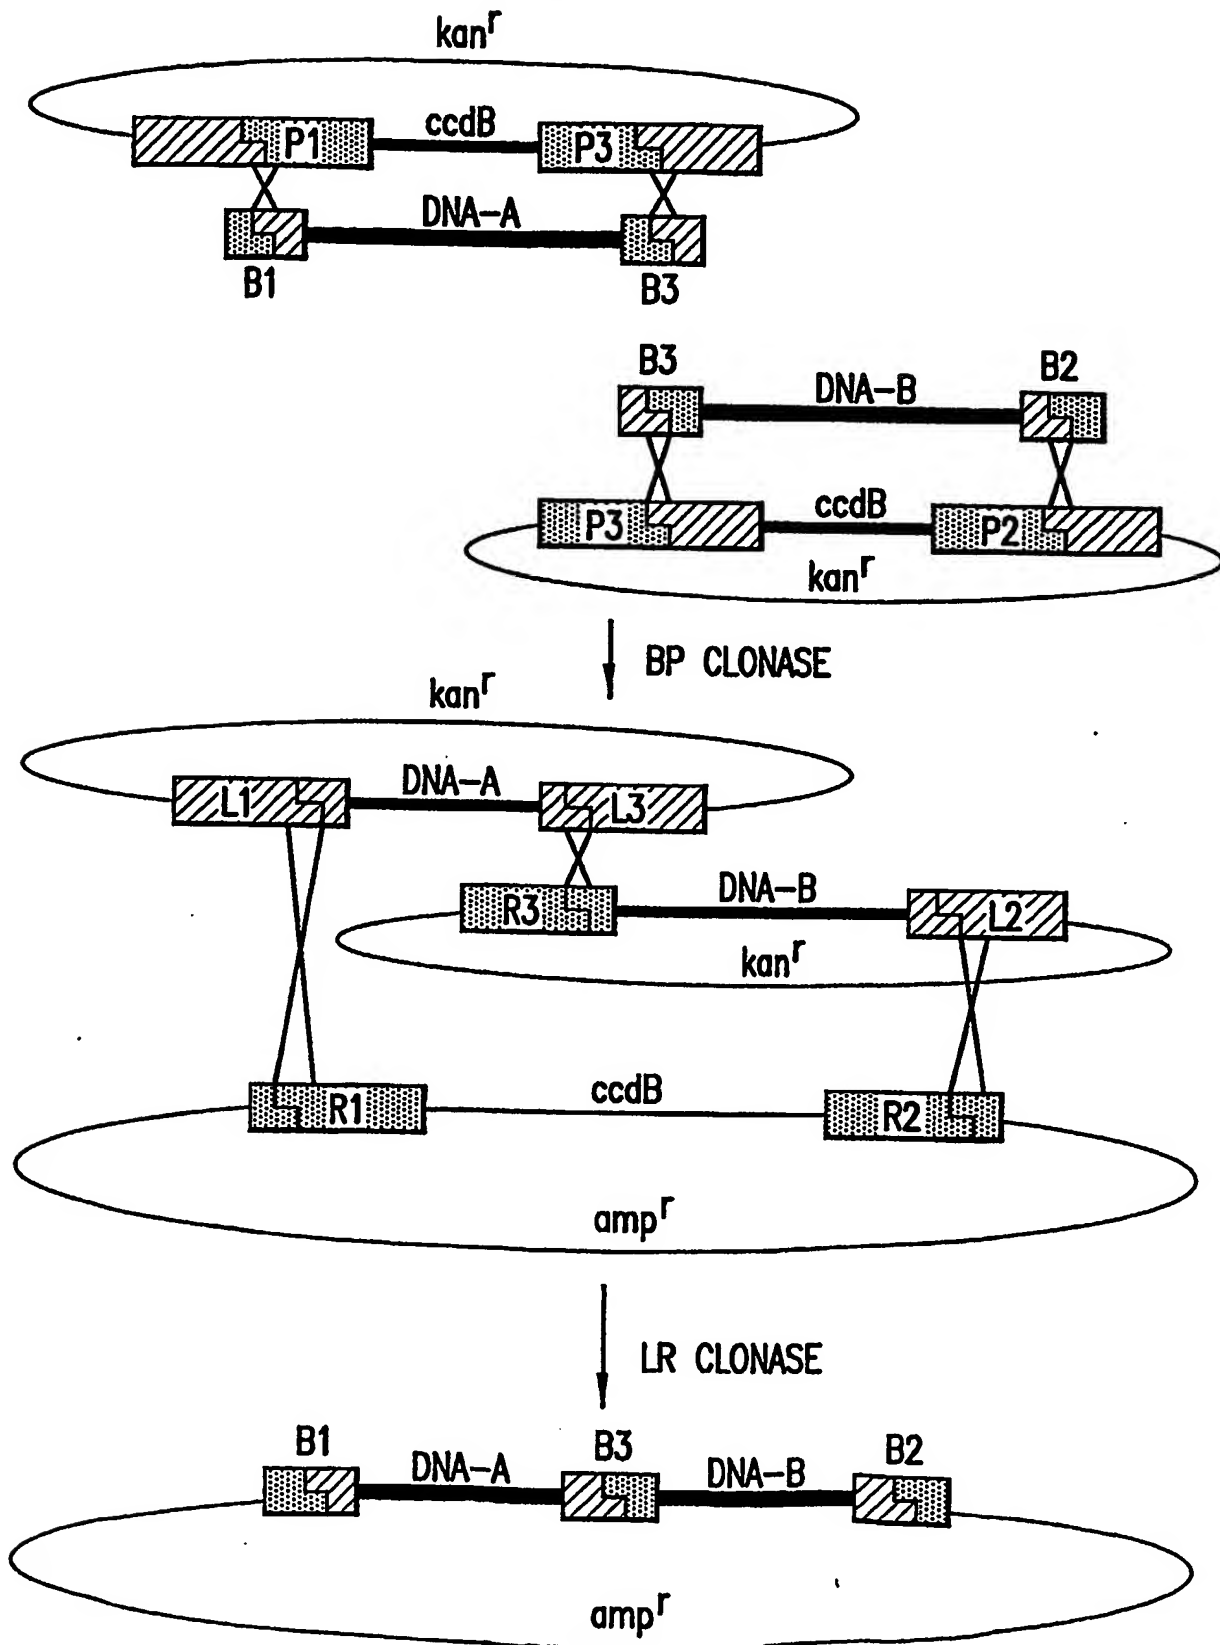 kanʳ
P1 ccdB P3
DNA-A
B1 B3
B3 DNA-B B2
P3 ccdB P2
kanʳ
BP CLONASE
kanʳ
L1 DNA-A L3
R3 DNA-B L2
kanʳ
R1 ccdB R2
ampʳ
LR CLONASE
B1 DNA-A B3 DNA-B B2
ampʳ